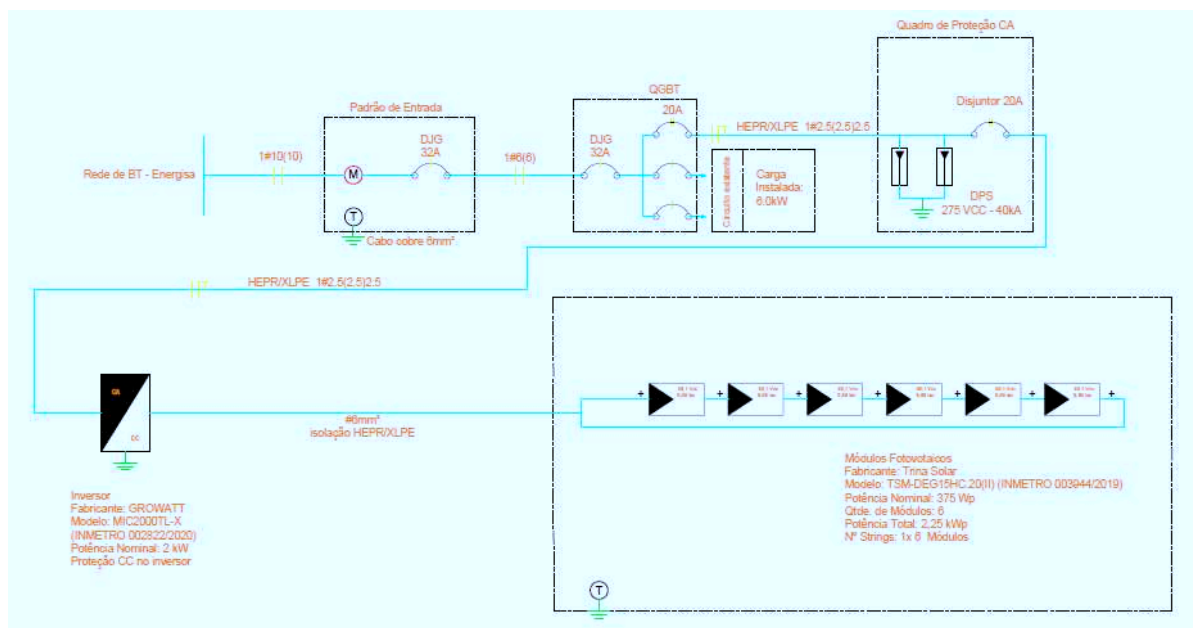 Quadro de Proteção CA
Padrão de Entrada
QGBT
20A
Disjuntor 20A
HEPR/XLPE 1#2.5(2.5)2.5
1#10(10)
DJG
32A
1#6(6)
DJG
32A
Rede de BT - Energisa
M
Circuito existente
Carga
Instalada:
6.0kW
DPS
275 VCC - 40kA
T
Cabo cobre 6mm².
HEPR/XLPE 1#2.5(2.5)2.5
CA
CC
#6mm²
isolação HEPR/XLPE
+
+
+
+
+
+
+
Módulos Fotovotaicos
Fabricante: Trina Solar
Modelo: TSM-DEG15HC.20(II) (INMETRO 003944/2019)
Potência Nominal: 375 Wp
Qtde. de Módulos: 6
Potência Total: 2,25 kWp
Nº Strings: 1x 6 Módulos
Inversor
Fabricante: GROWATT
Modelo: MIC2000TL-X
(INMETRO 002822/2020)
Potência Nominal: 2 kW
Proteção CC no inversor
T